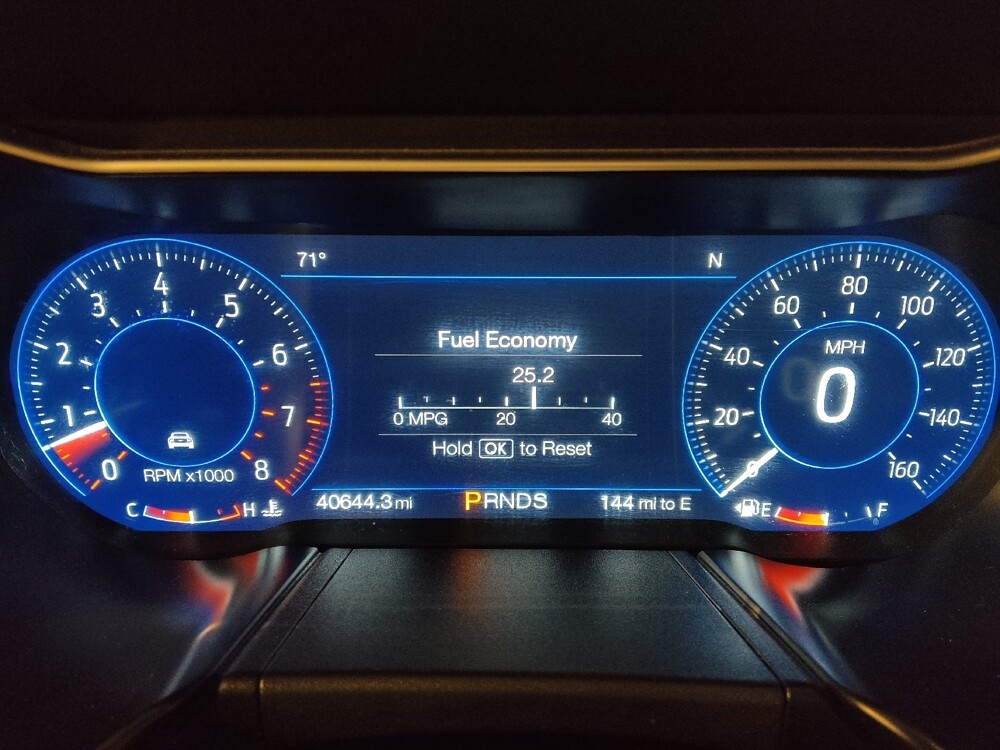 71°
N
0
1
2
3
4
5
6
7
8
RPM x1000
C
H
Fuel Economy
25.2
0 MPG 20 40
Hold OK to Reset
40644.3 mi PRNDS 144 mi to E
0
20
40
60
80
100
120
140
160
MPH
0
E
F